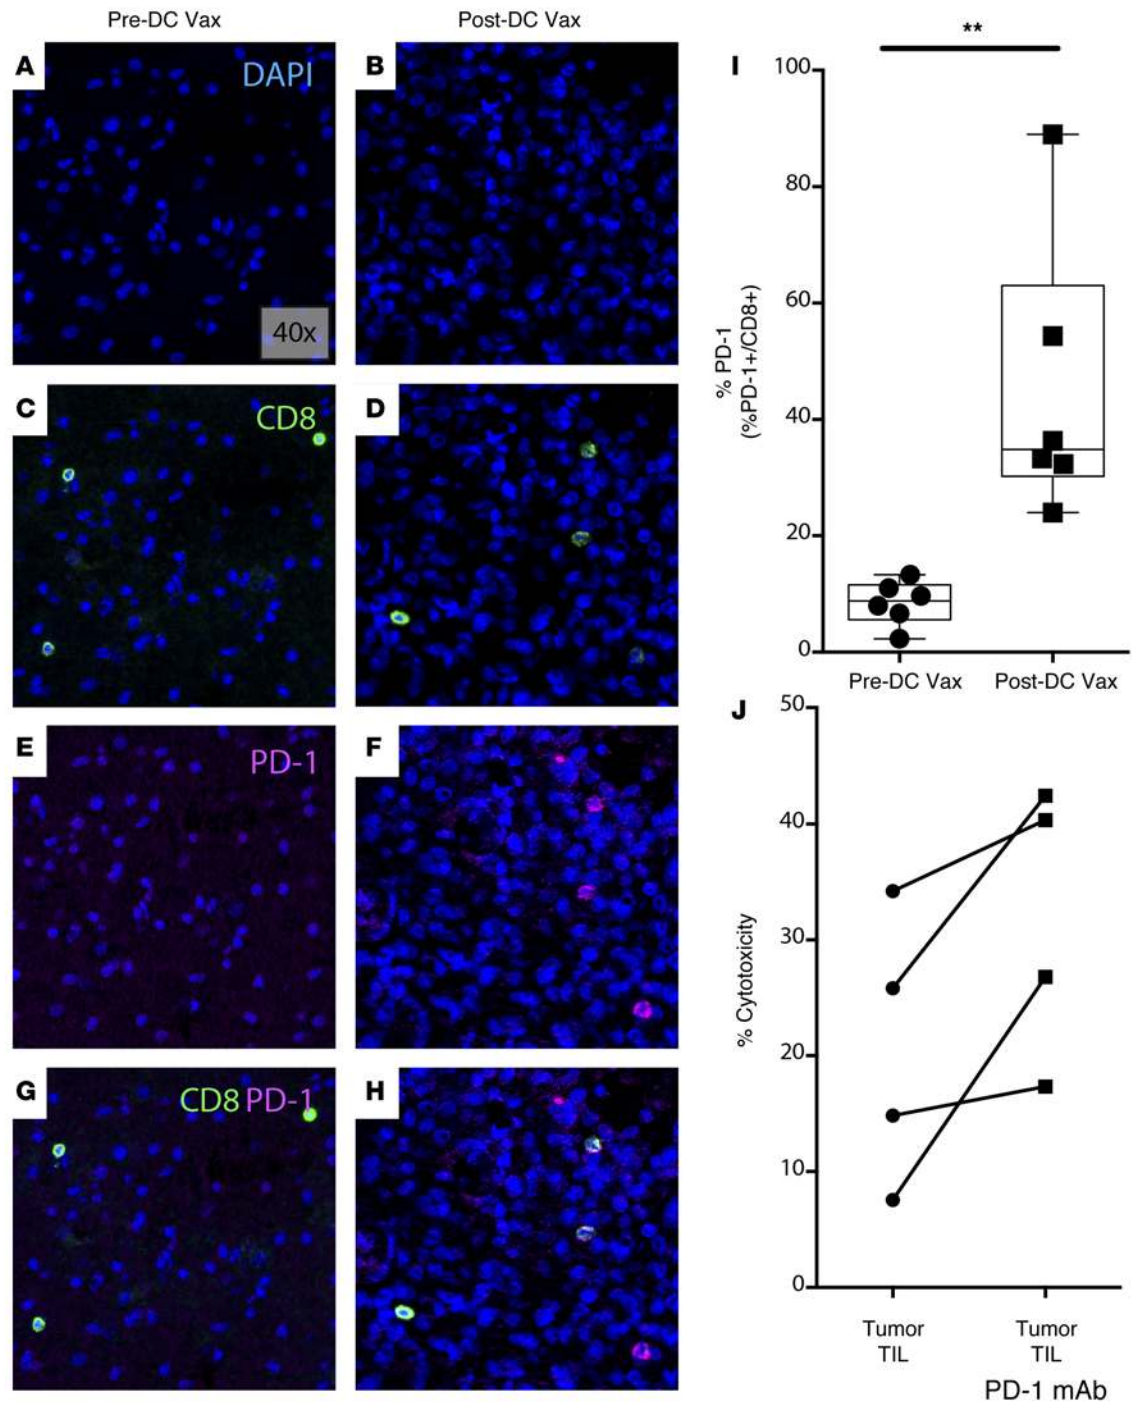 Pre-DC Vax
Post-DC Vax
A
DAPI
40x
B
C
CD8
D
E
PD-1
F
G
CD8 PD-1
H
I
**
% PD-1
(%PD-1+/CD8+)
100
80
60
40
20
0
Pre-DC Vax
Post-DC Vax
J
% Cytotoxicity
50
40
30
20
10
0
Tumor
TIL
Tumor
TIL
PD-1 mAb